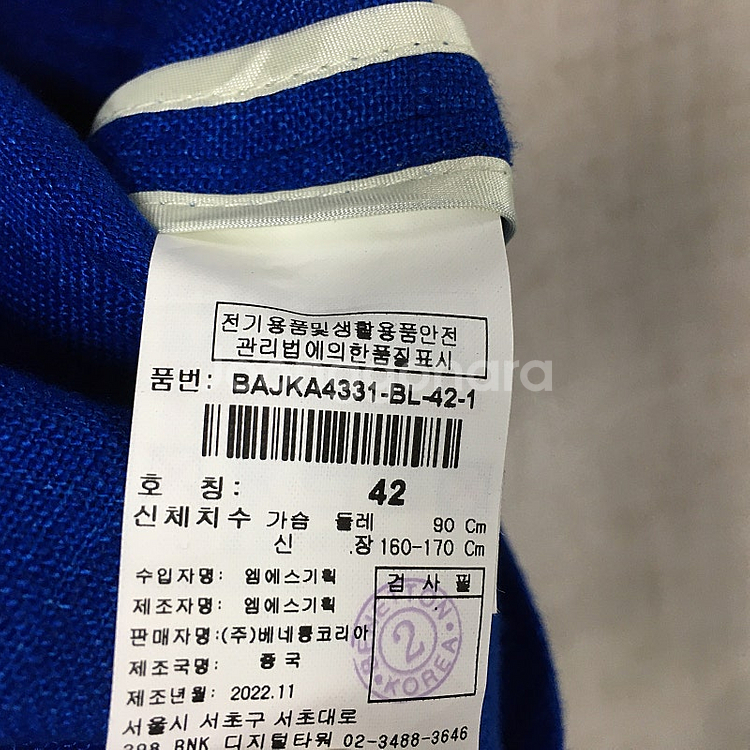 전기용품및생활용품안전
관리법에의한품질표시
품번: BAJKA4331-BL-42-1
호 칭: 42
신체치수 가슴 둘레 90 Cm
신 장 160-170 Cm
수입자명: 엠에스기획
제조자명: 엠에스기획
판매자명:(주)베네통코리아
제조국명: 중국
제조년월: 2022.11
검 사 필
BENETTON KOREA 2
서울시 서초구 서초대로
398 BNK 디지털타워 02-3488-3646